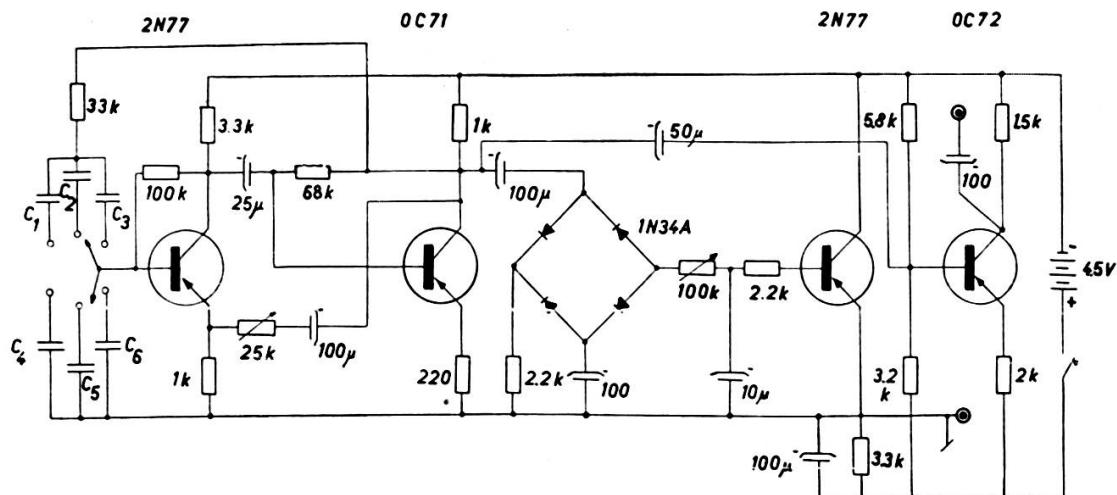 2N77 OC71 2N77 OC72
33k
3.3k
1k
50μ
5.8k
1.5k
C1
C2
C3
100k
25μ
68k
100μ
100
1N34A
4.5V
-
+
100k
2.2k
C4
C5
C6
25k
100μ
1k
220
2.2k
100
10μ
3.2k
2k
100μ
3.3k